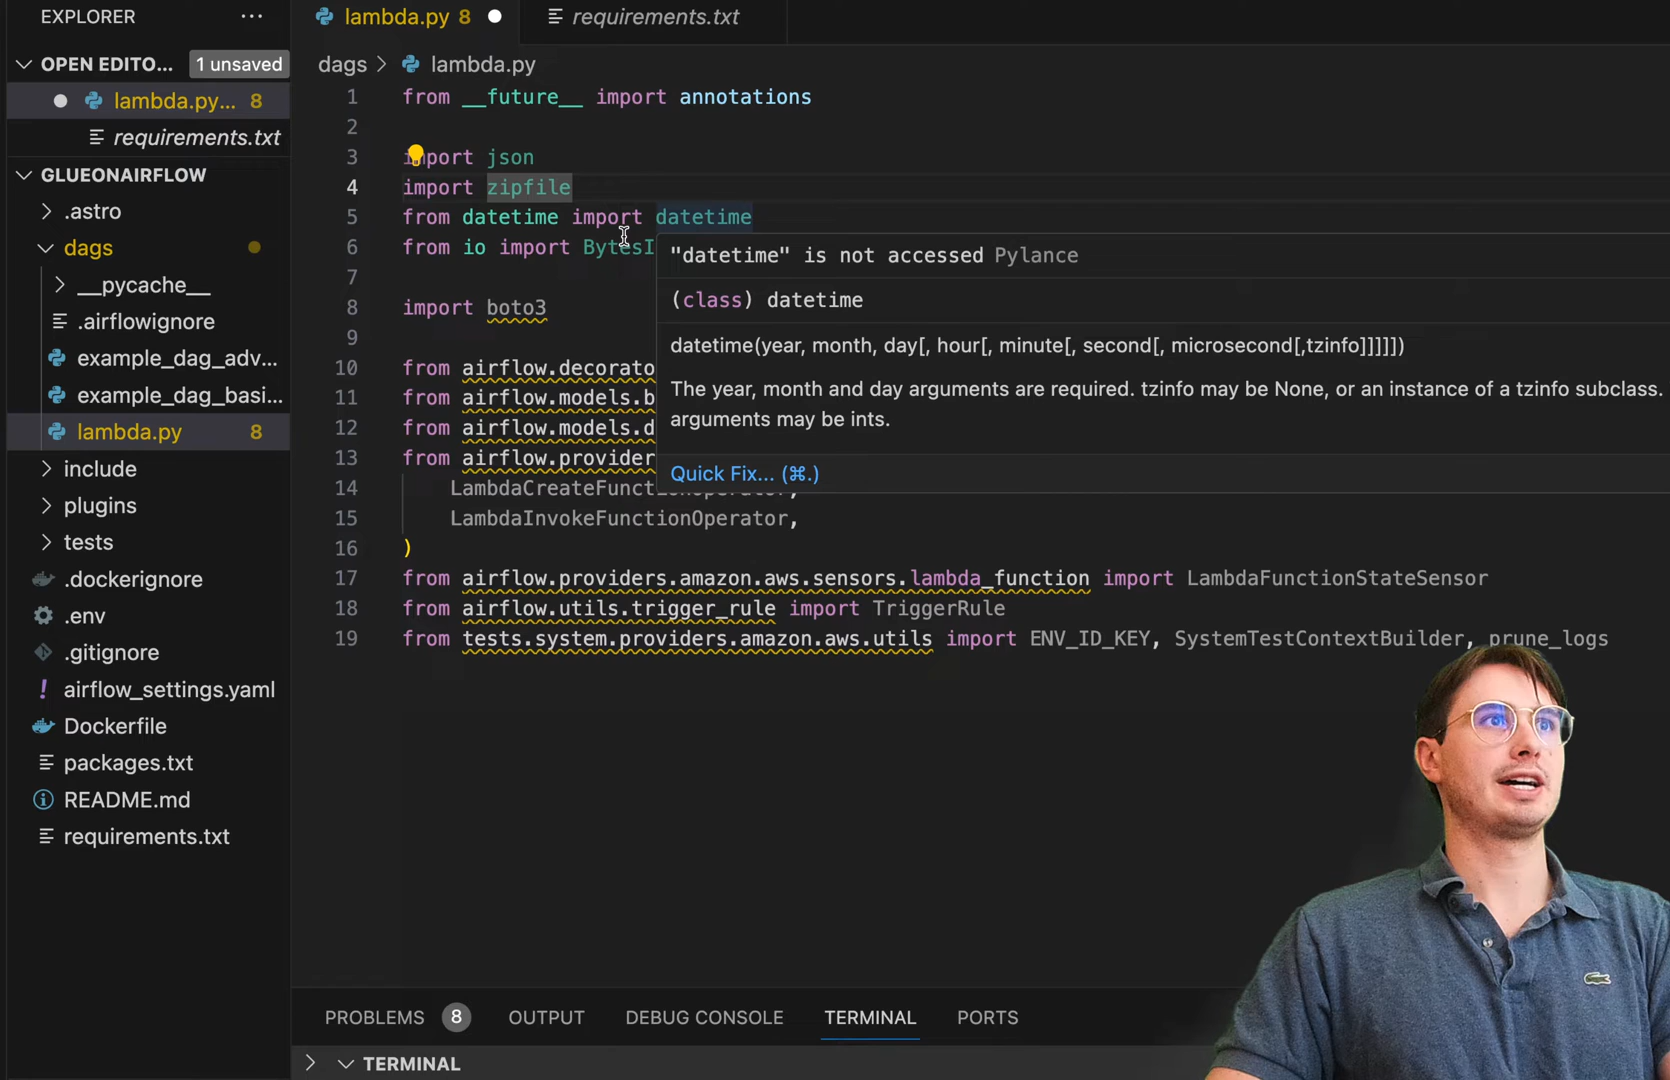 EXPLORER
OPEN EDITO...
1 unsaved
lambda.py...
8
requirements.txt
GLUEONAIRFLOW
.astro
dags
__pycache__
.airflowignore
example_dag_adv...
example_dag_basi...
lambda.py
8
include
plugins
tests
.dockerignore
.env
.gitignore
airflow_settings.yaml
Dockerfile
packages.txt
README.md
requirements.txt
lambda.py 8
requirements.txt
dags > lambda.py
1 from __future__ import annotations
2
3 import json
4 import zipfile
5 from datetime import datetime
6 from io import BytesI
7
8 import boto3
9
10 from airflow.decorato
11 from airflow.models.b
12 from airflow.models.d
13 from airflow.provider
14 LambdaCreateFunctionOperator,
15 LambdaInvokeFunctionOperator,
16 )
17 from airflow.providers.amazon.aws.sensors.lambda_function import LambdaFunctionStateSensor
18 from airflow.utils.trigger_rule import TriggerRule
19 from tests.system.providers.amazon.aws.utils import ENV_ID_KEY, SystemTestContextBuilder, prune_logs
"datetime" is not accessed Pylance
(class) datetime
datetime(year, month, day[, hour[, minute[, second[, microsecond[,tzinfo]]]]])
The year, month and day arguments are required. tzinfo may be None, or an instance of a tzinfo subclass.
arguments may be ints.
Quick Fix... (⌘.)
PROBLEMS 8 OUTPUT DEBUG CONSOLE TERMINAL PORTS
TERMINAL